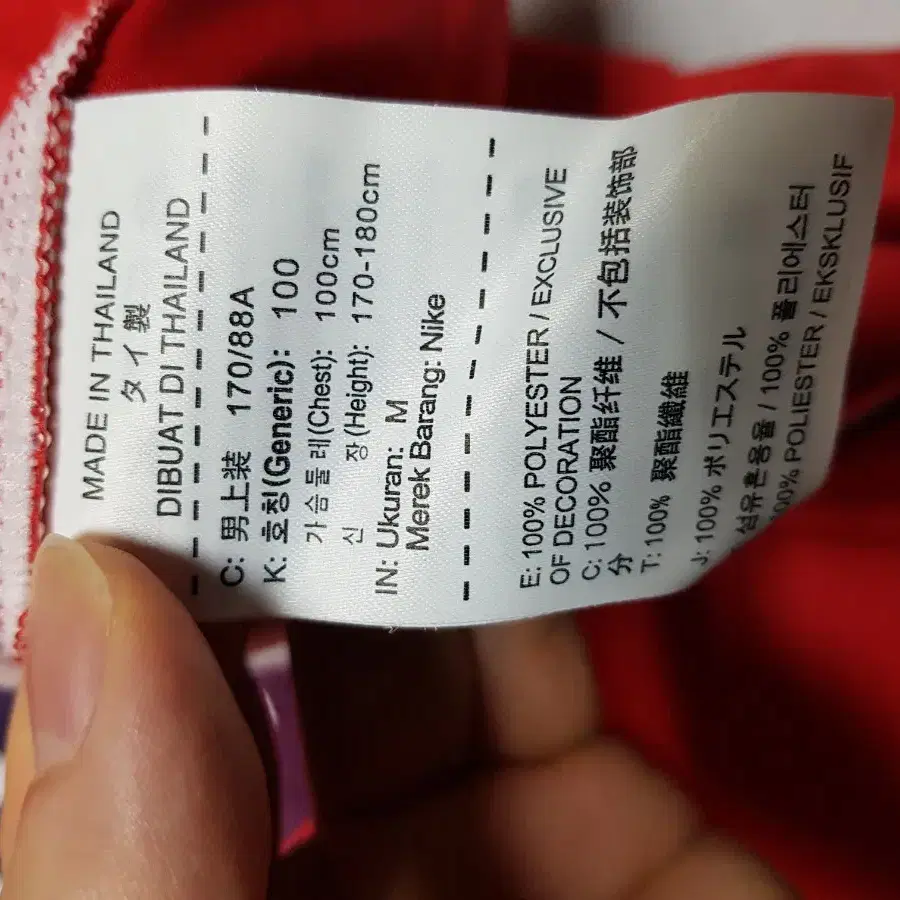 MADE IN THAILAND
タイ製
DIBUAT DI THAILAND
C: 男上装 170/88A
K: 호칭(Generic): 100
가슴둘레(Chest): 100cm
신 장(Height): 170-180cm
IN: Ukuran: M
Merek Barang: Nike
E: 100% POLYESTER / EXCLUSIVE
OF DECORATION
C: 100% 聚酯纤维 / 不包括装饰部
分
T: 100% 聚酯纖維
J: 100% ポリエステル
섬유혼용율 / 100% 폴리에스터
100% POLIESTER / EKSKLUSIF